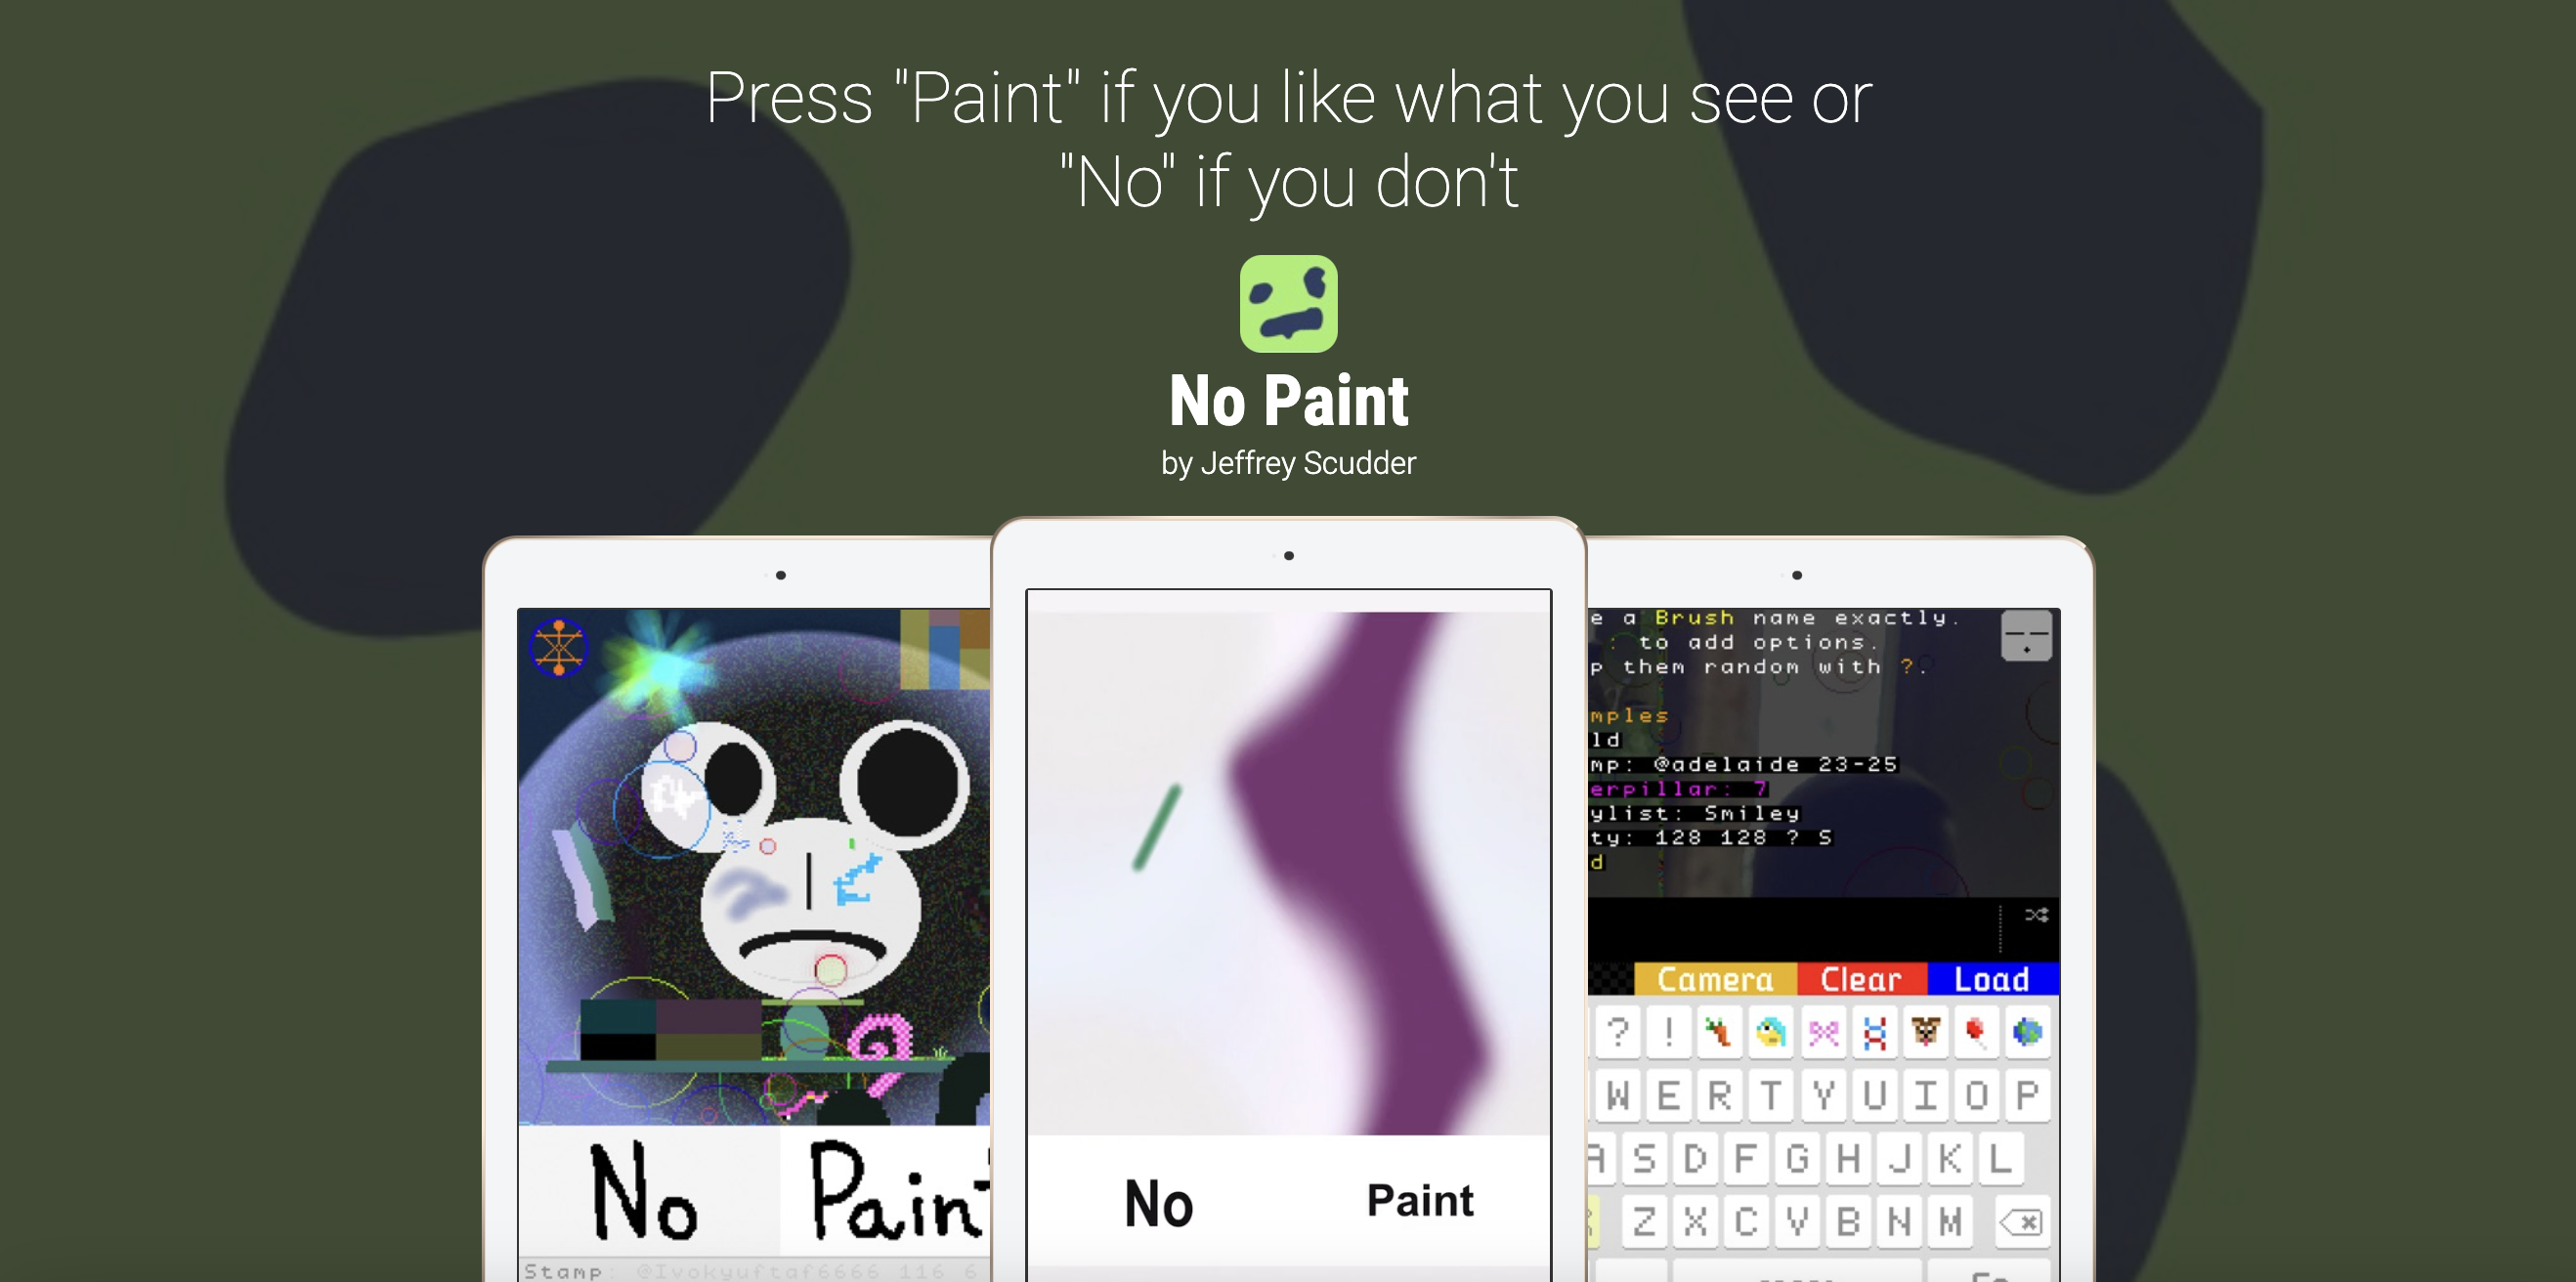 Press "Paint" if you like what you see or
"No" if you don't
No Paint
by Jeffrey Scudder
No
Pain
Stamp: @Ivokyuftaf6666 116 6
No
Paint
e a Brush name exactly.
: to add options.
p them random with ?.
mples
ld
mp: @adelaide 23-25
erpillar: 7
ylist: Smiley
ty: 128 128 ? S
d
Camera Clear Load
? !
W E R T Y U I O P
A S D F G H J K L
Z X C V B N M